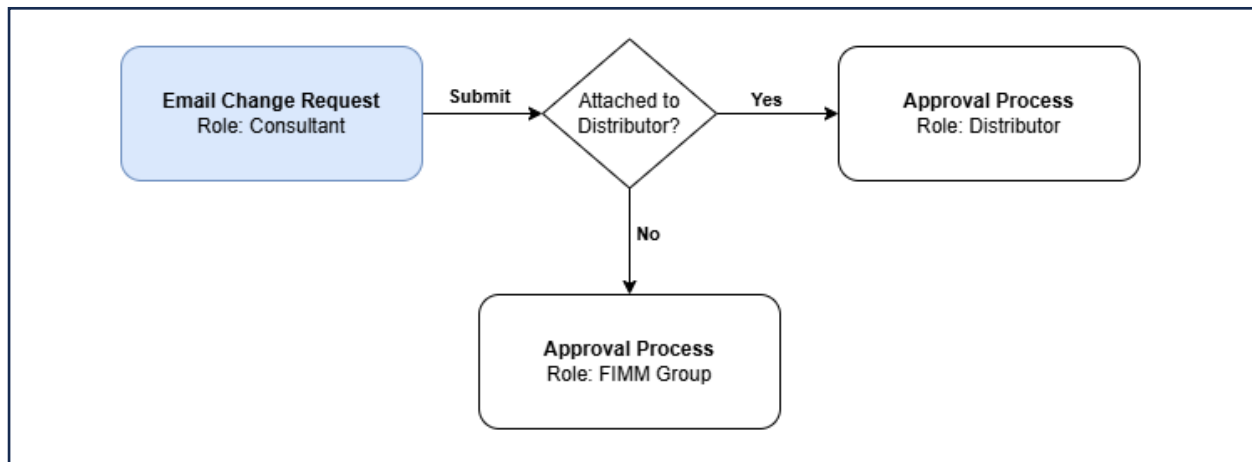 Email Change Request
Role: Consultant
Submit
Attached to
Distributor?
Yes
Approval Process
Role: Distributor
No
Approval Process
Role: FIMM Group